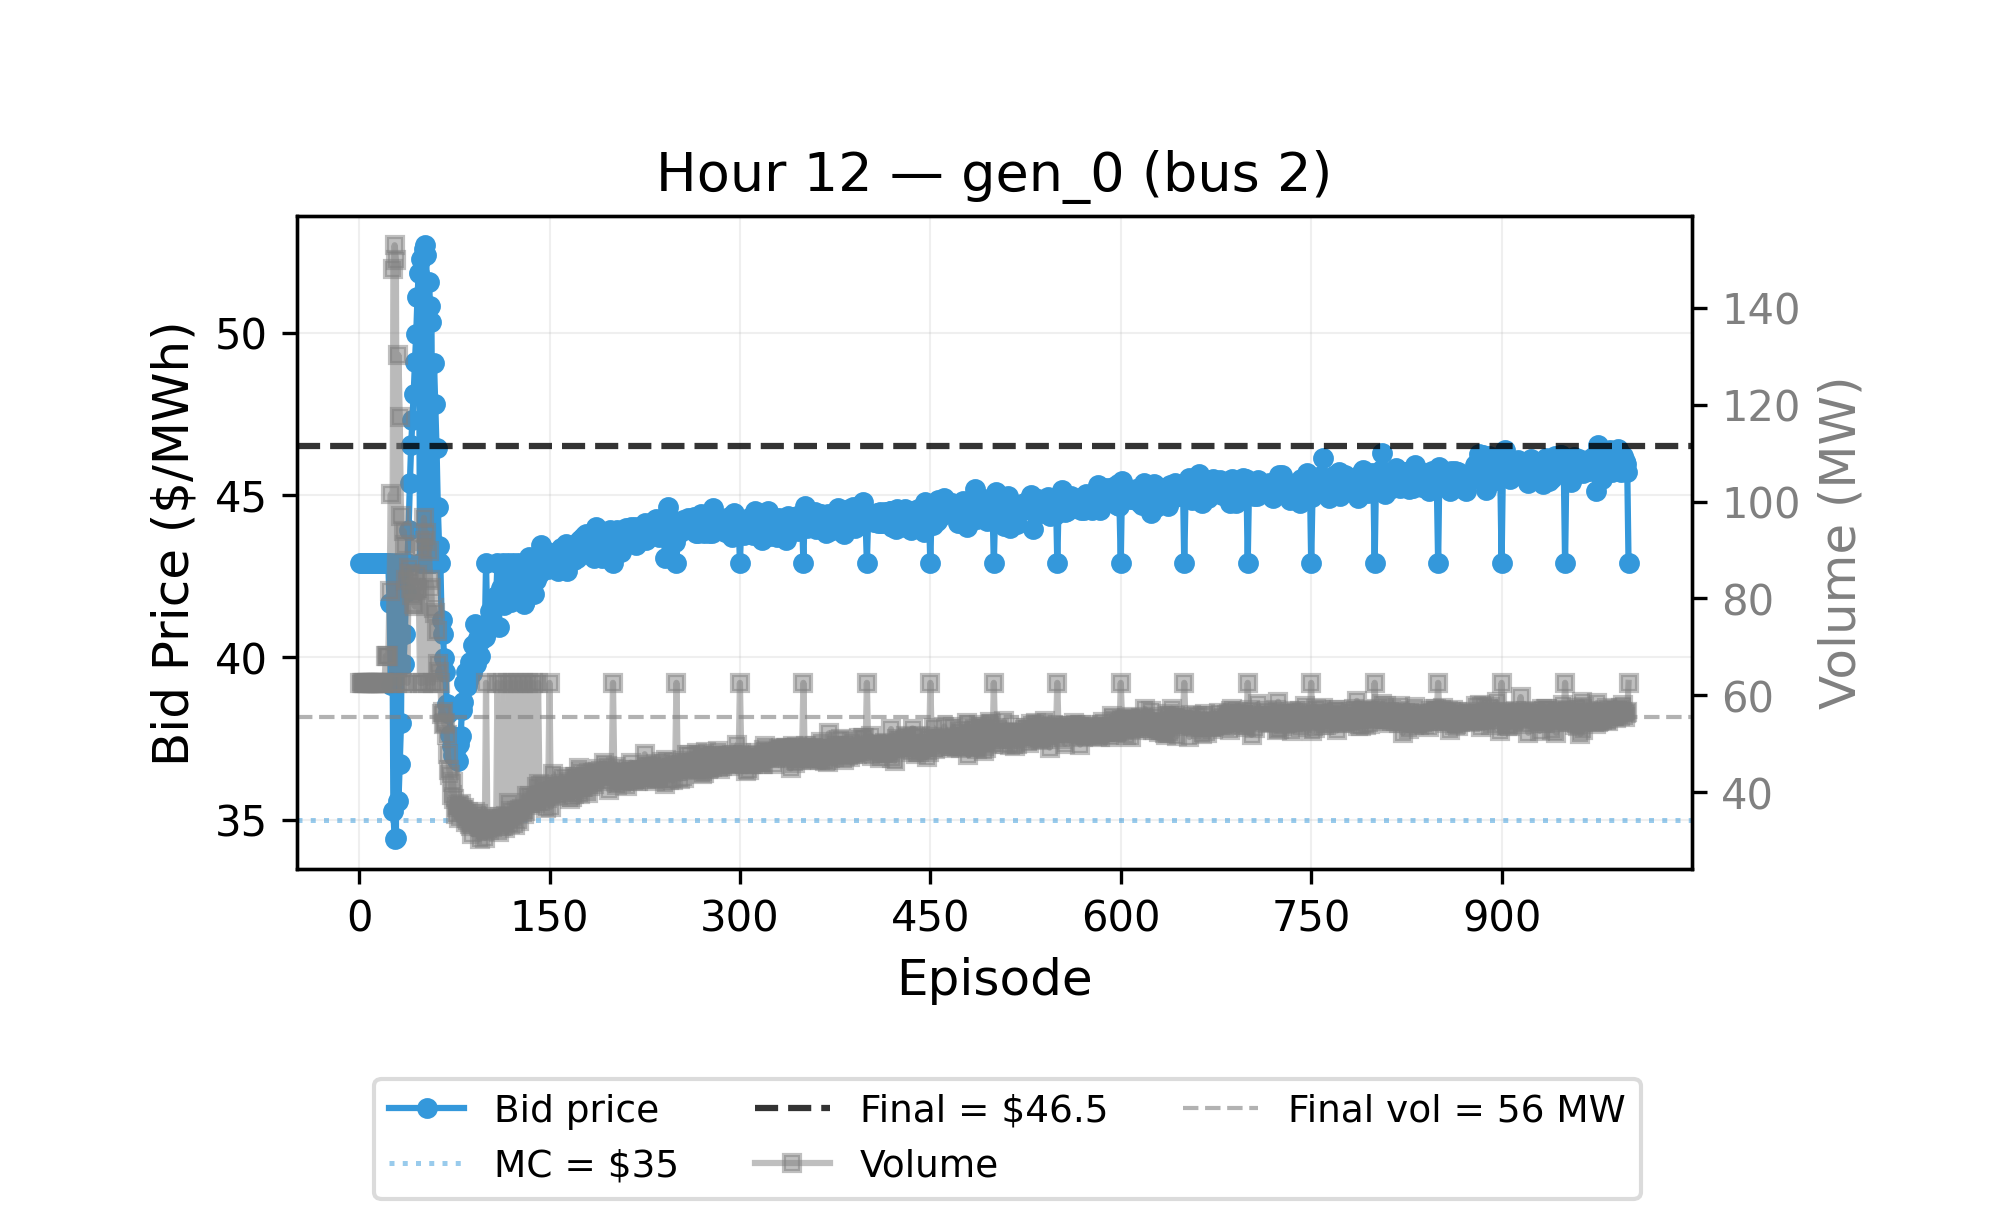 Hour 12 — gen_0 (bus 2)
Bid Price ($/MWh)
50
45
40
35
140
120
100
80
60
40
Volume (MW)
0 150 300 450 600 750 900
Episode
Bid price Final = $46.5 Final vol = 56 MW
MC = $35 Volume